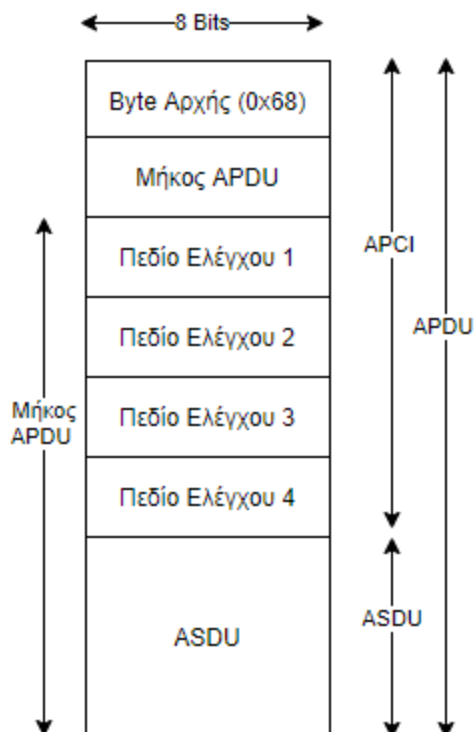 8 Bits
Byte Αρχής (0x68)
Μήκος APDU
Πεδίο Ελέγχου 1
APCI
APDU
Πεδίο Ελέγχου 2
Πεδίο Ελέγχου 3
Μήκος
APDU
Πεδίο Ελέγχου 4
ASDU
ASDU